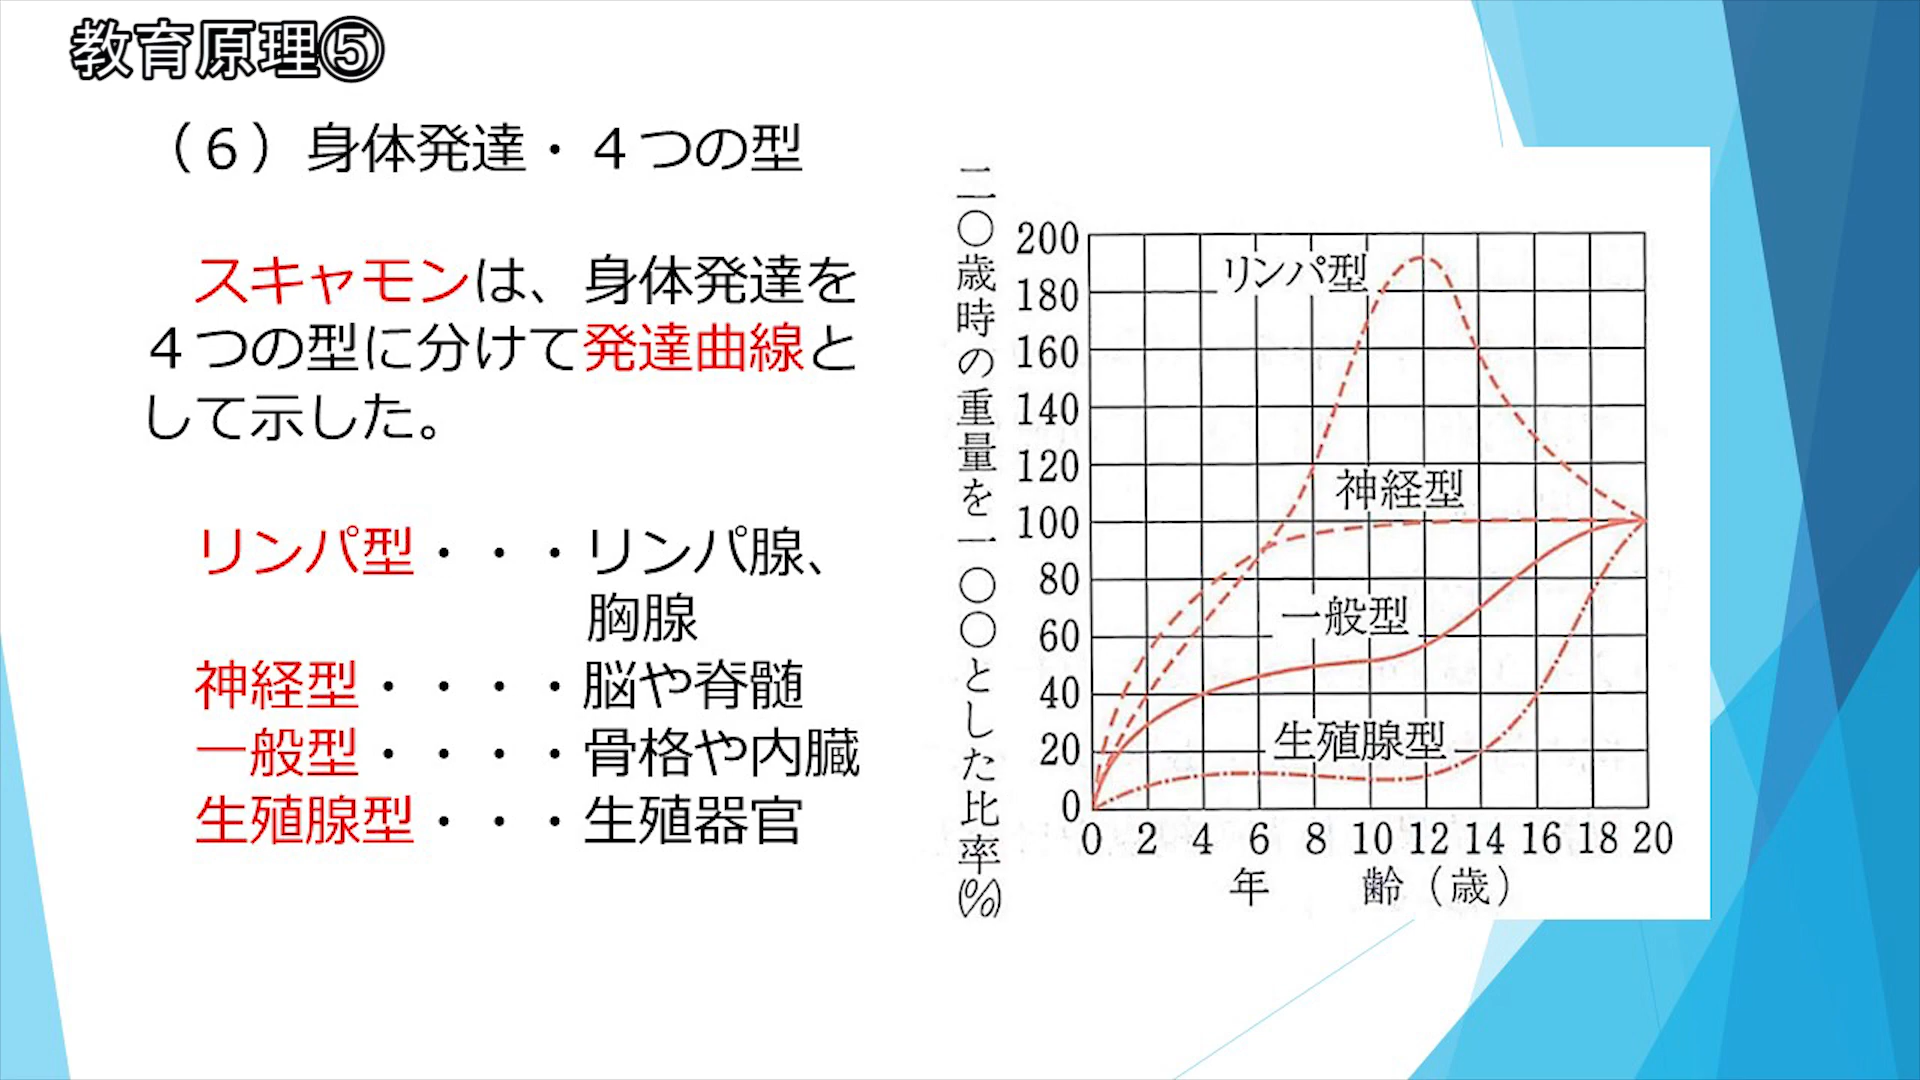 教育原理⑤
（６）身体発達・４つの型
スキャモンは、身体発達を
４つの型に分けて発達曲線と
して示した。
リンパ型・・・リンパ腺、
胸腺
神経型・・・・脳や脊髄
一般型・・・・骨格や内臓
生殖腺型・・・生殖器官
二〇歳時の重量を一〇〇とした比率(%)
200
180
160
140
120
100
80
60
40
20
0
リンパ型
神経型
一般型
生殖腺型
0 2 4 6 8 10 12 14 16 18 20
年齢（歳）